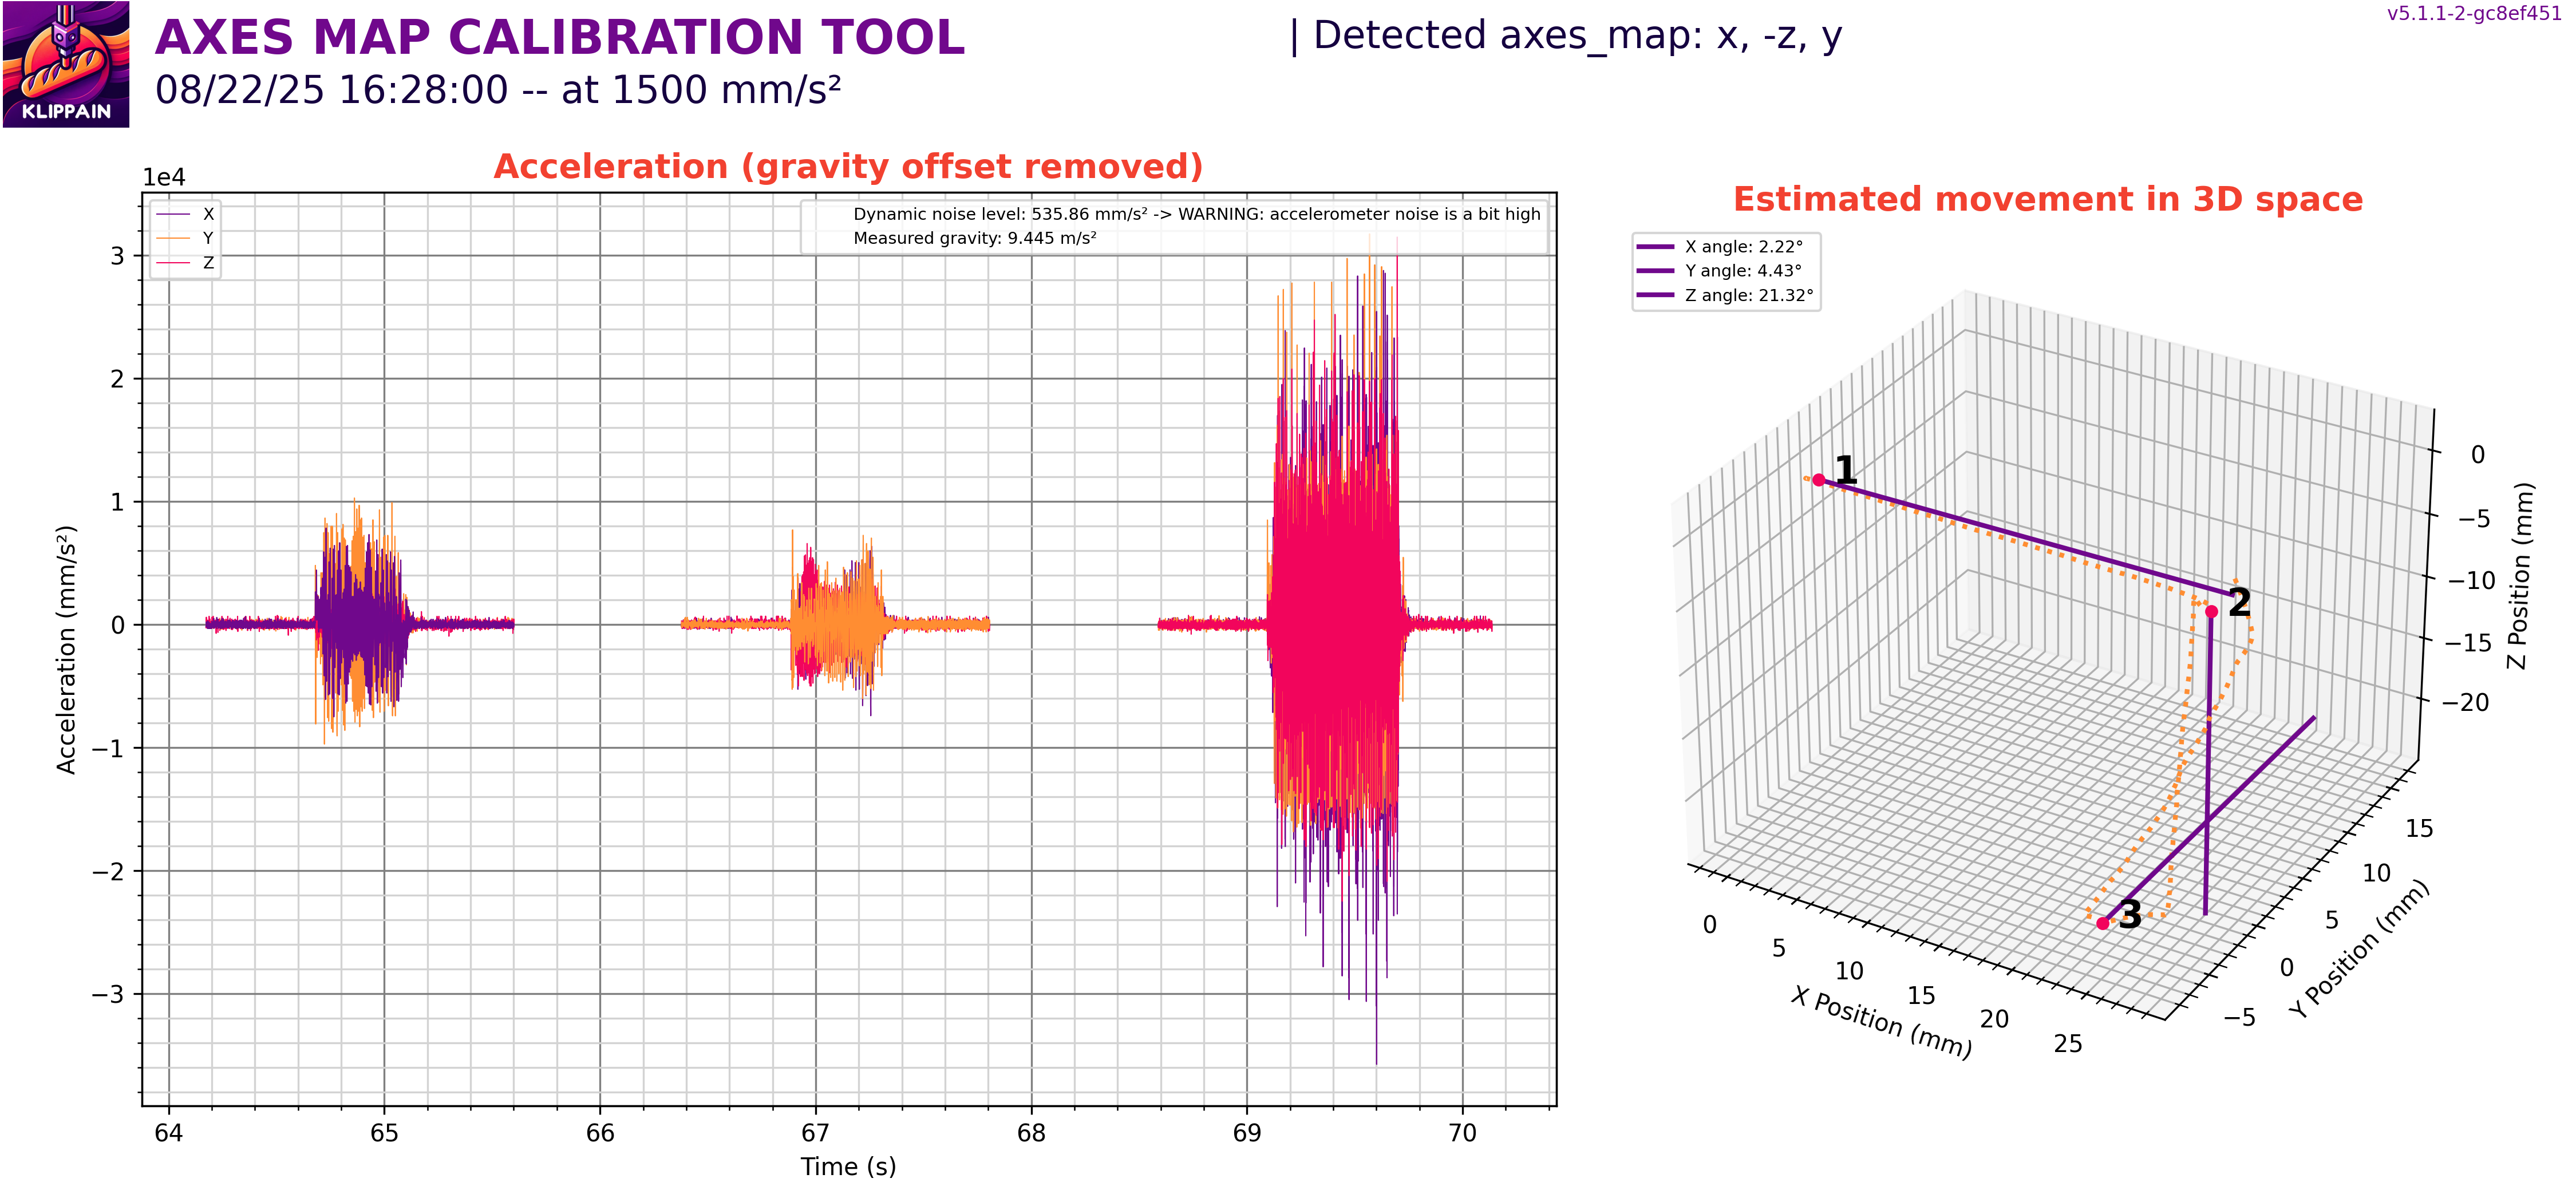 KLIPPAIN
AXES MAP CALIBRATION TOOL
08/22/25 16:28:00 -- at 1500 mm/s²
| Detected axes_map: x, -z, y
v5.1.1-2-gc8ef451
Acceleration (gravity offset removed)
1e4
X
Y
Z
Dynamic noise level: 535.86 mm/s² -> WARNING: accelerometer noise is a bit high
Measured gravity: 9.445 m/s²
3
2
1
0
−1
−2
−3
Acceleration (mm/s²)
64 65 66 67 68 69 70
Time (s)
Estimated movement in 3D space
X angle: 2.22°
Y angle: 4.43°
Z angle: 21.32°
1
2
3
0
−5
−10
−15
−20
Z Position (mm)
15
10
5
0
−5
Y Position (mm)
0
5
10
15
20
25
X Position (mm)